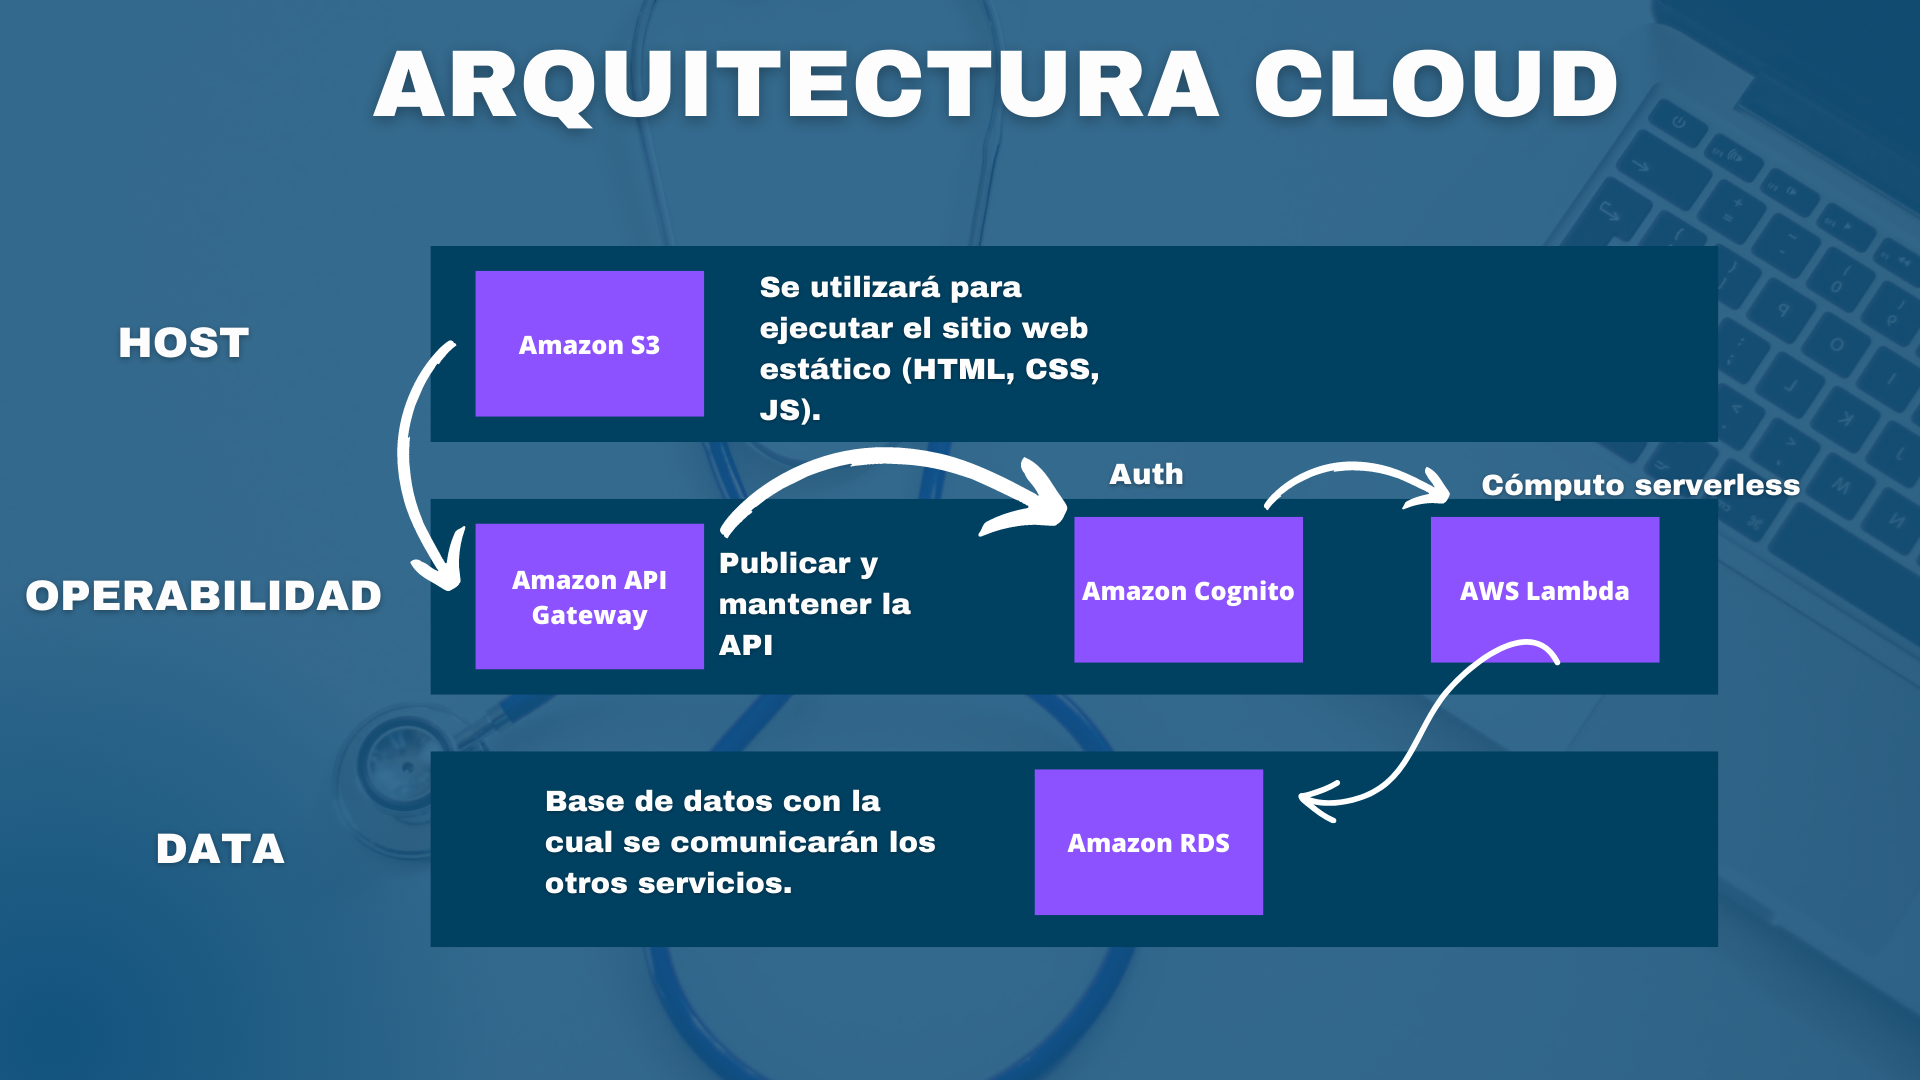 ARQUITECTURA CLOUD
HOST
Amazon S3
Se utilizará para
ejecutar el sitio web
estático (HTML, CSS,
JS).
OPERABILIDAD
Amazon API
Gateway
Publicar y
mantener la
API
Auth
Amazon Cognito
Cómputo serverless
AWS Lambda
DATA
Base de datos con la
cual se comunicarán los
otros servicios.
Amazon RDS